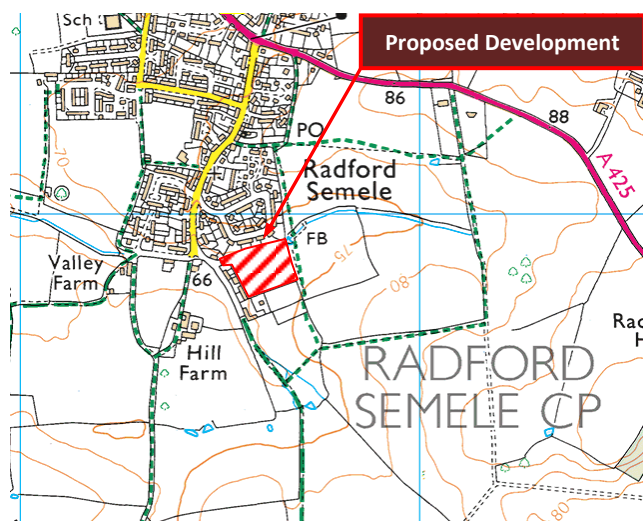 Sch
Proposed Development
86
88
A 425
PO
70
Radford
Semele
FB
75
80
Valley
Farm
66
Hill
Farm
RADFORD
SEMELE CP
Rad
H
80